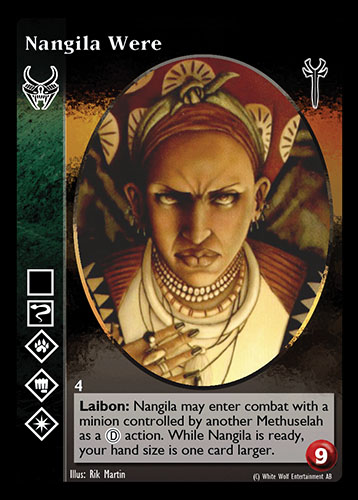 Nangila Were
4
Laibon: Nangila may enter combat with a
minion controlled by another Methuselah
as a D action. While Nangila is ready,
your hand size is one card larger.
9
Illus: Rik Martin
(C) White Wolf Entertainment AB